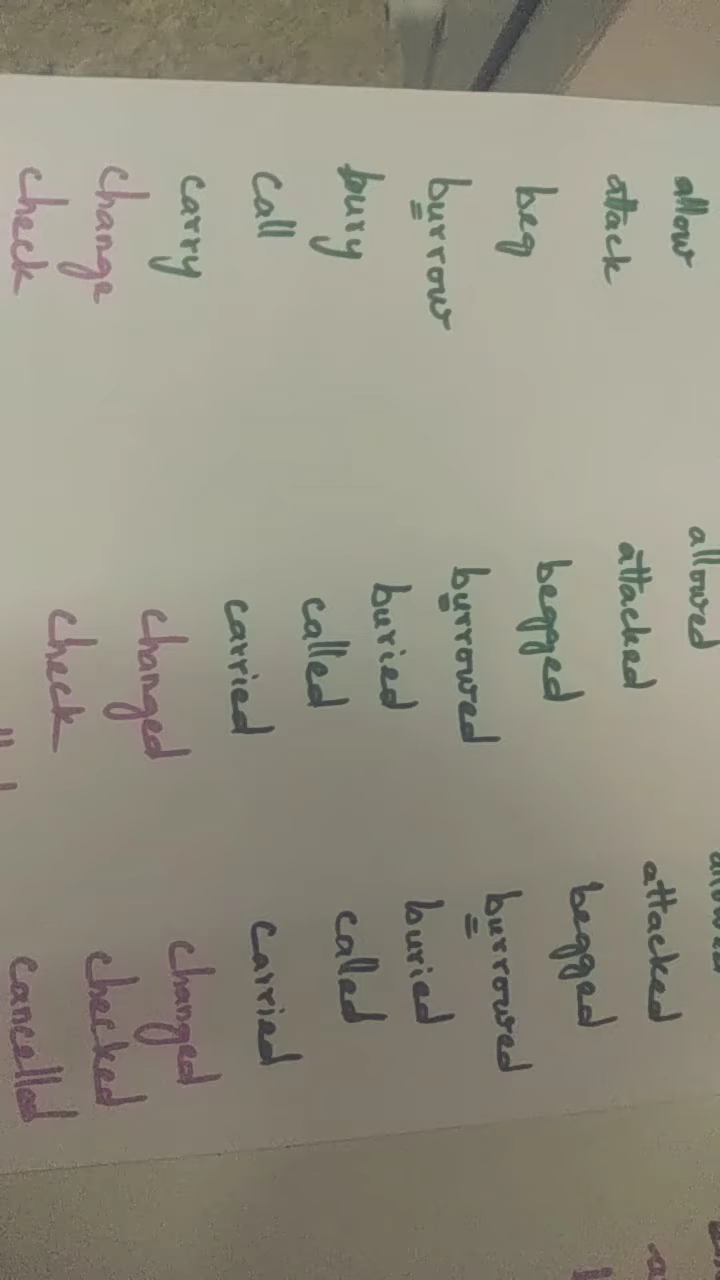 allow allowed
attack attacked attacked
beg begged begged
burrow burrowed burrowed
bury buried buried
call called called
carry carried carried
change changed changed
check check checked
cancelled